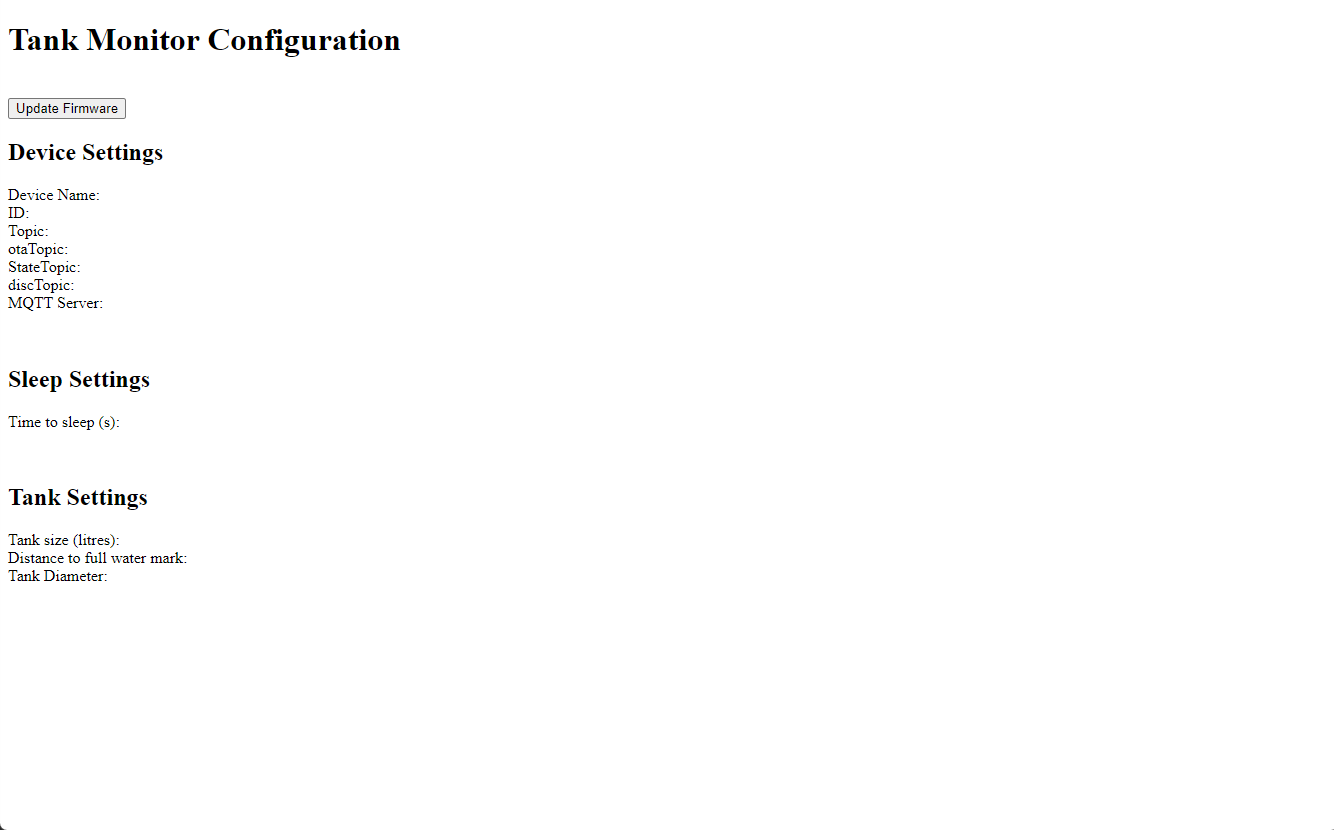 Tank Monitor Configuration
Update Firmware
Device Settings
Device Name:
ID:
Topic:
otaTopic:
StateTopic:
discTopic:
MQTT Server:
Sleep Settings
Time to sleep (s):
Tank Settings
Tank size (litres):
Distance to full water mark:
Tank Diameter: